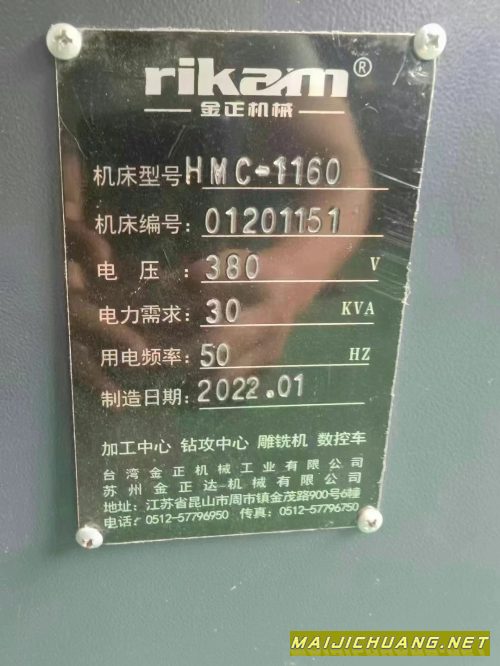 rikam®
金正机械
机床型号: HMC-1160
机床编号: 01201151
电 压: 380 V
电力需求: 30 KVA
用电频率: 50 HZ
制造日期: 2022.01
加工中心 钻攻中心 雕铣机 数控车
台湾金正机械工业有限公司
苏州金正达机械有限公司
地址: 江苏省昆山市周市镇金茂路900号6幢
电话: 0512-57796950 传真: 0512-57796750
MAIJICHUANG.NET